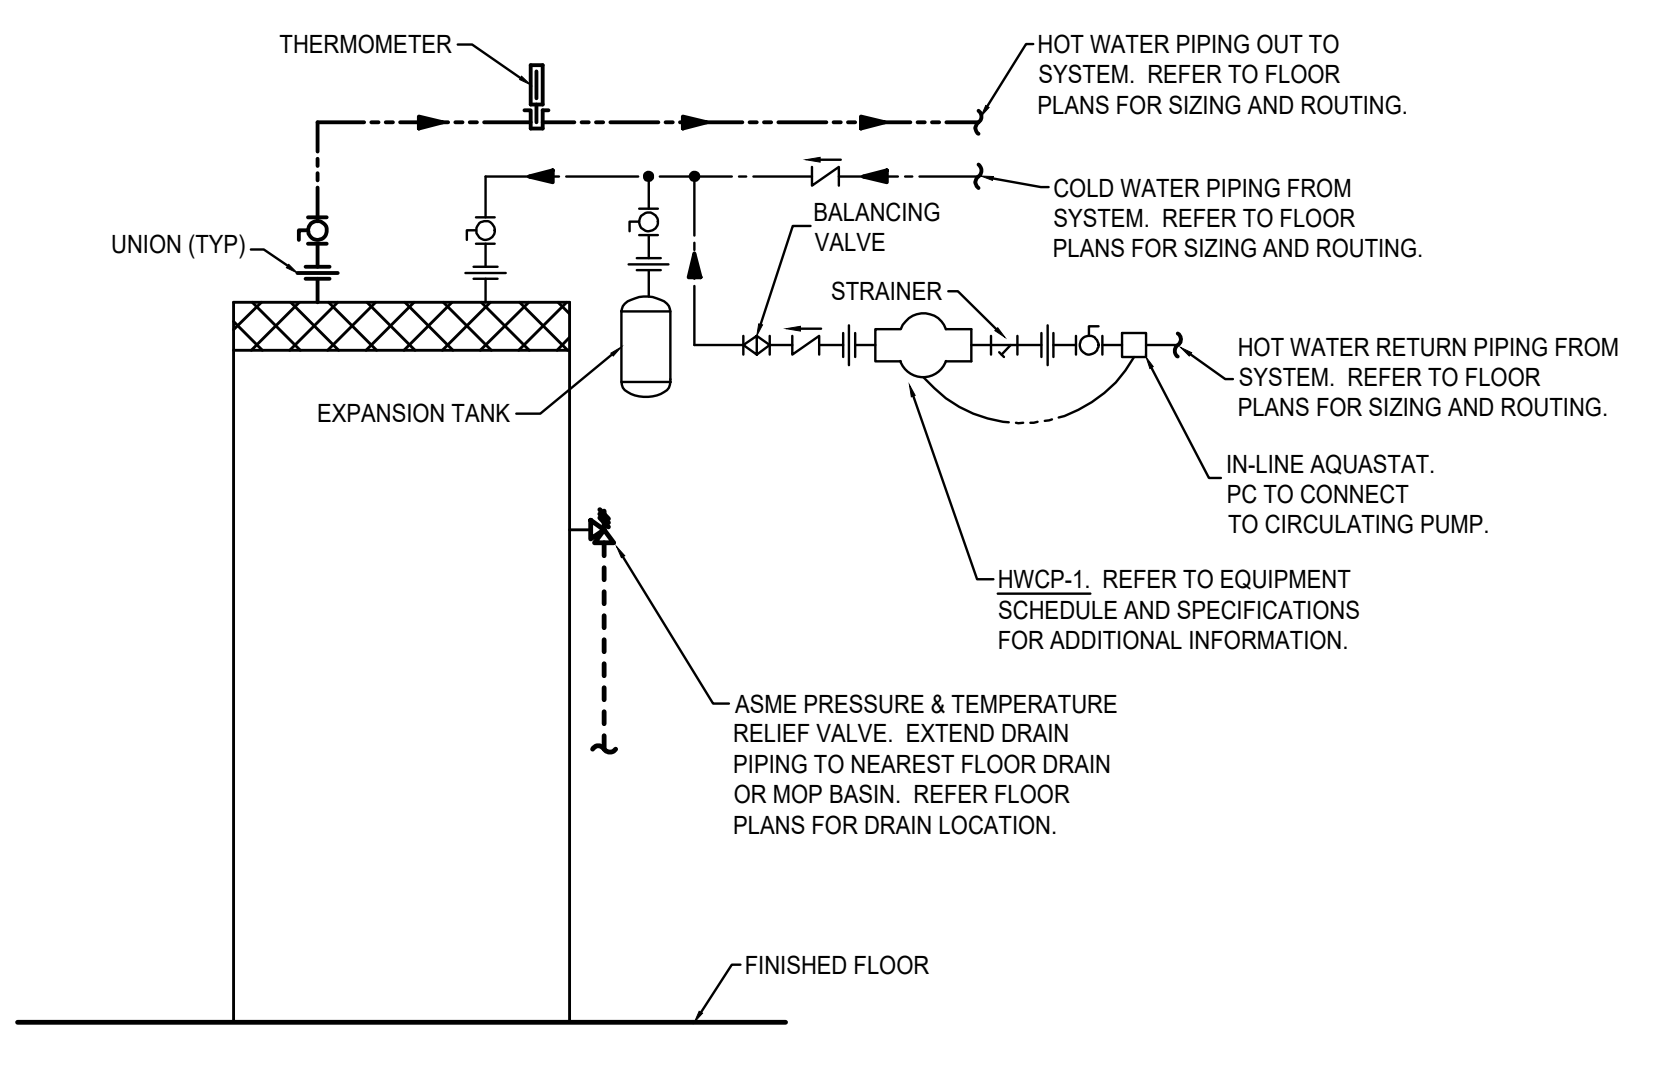 THERMOMETER
HOT WATER PIPING OUT TO
SYSTEM. REFER TO FLOOR
PLANS FOR SIZING AND ROUTING.
COLD WATER PIPING FROM
SYSTEM. REFER TO FLOOR
PLANS FOR SIZING AND ROUTING.
BALANCING
VALVE
UNION (TYP)
STRAINER
HOT WATER RETURN PIPING FROM
SYSTEM. REFER TO FLOOR
PLANS FOR SIZING AND ROUTING.
EXPANSION TANK
IN-LINE AQUASTAT.
PC TO CONNECT
TO CIRCULATING PUMP.
HWCP-1. REFER TO EQUIPMENT
SCHEDULE AND SPECIFICATIONS
FOR ADDITIONAL INFORMATION.
ASME PRESSURE & TEMPERATURE
RELIEF VALVE. EXTEND DRAIN
PIPING TO NEAREST FLOOR DRAIN
OR MOP BASIN. REFER FLOOR
PLANS FOR DRAIN LOCATION.
FINISHED FLOOR